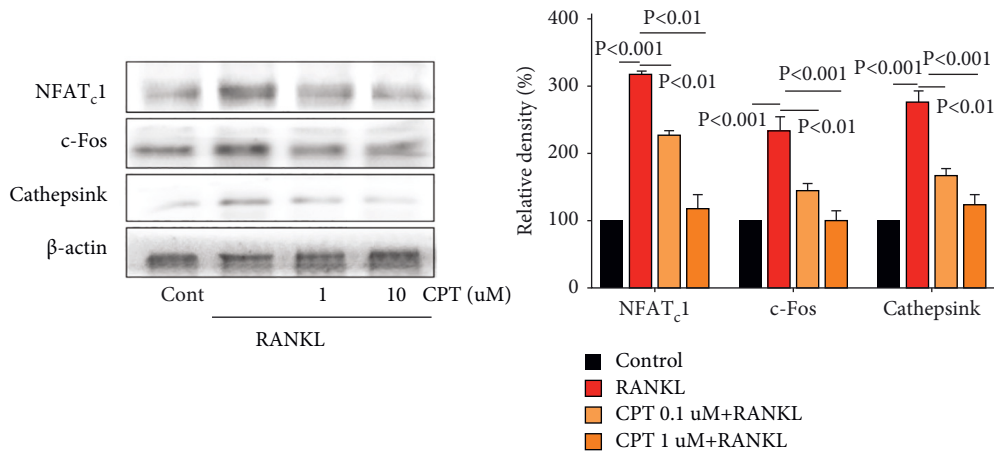 NFATc1
c-Fos
Cathepsink
β-actin
Cont 1 10 CPT (uM)
RANKL
Relative density (%)
400
300
200
100
0
P<0.01
P<0.001
P<0.01
P<0.001
P<0.001
P<0.01
P<0.001
P<0.001
P<0.01
NFATc1 c-Fos Cathepsink
Control
RANKL
CPT 0.1 uM+RANKL
CPT 1 uM+RANKL